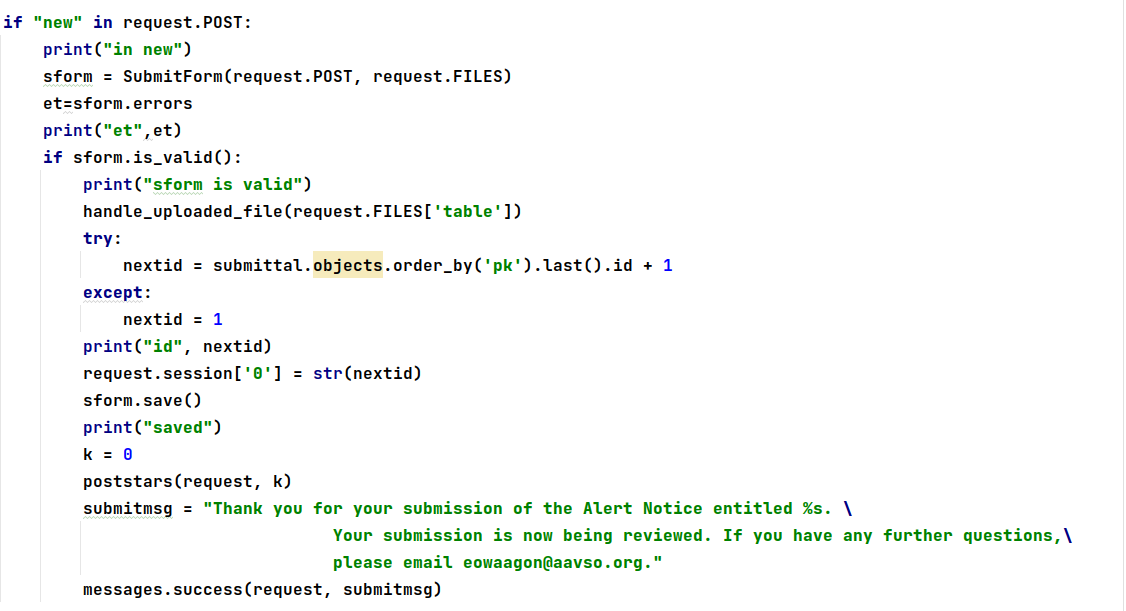 if "new" in request.POST:
    print("in new")
    sform = SubmitForm(request.POST, request.FILES)
    et=sform.errors
    print("et",et)
    if sform.is_valid():
        print("sform is valid")
        handle_uploaded_file(request.FILES['table'])
        try:
            nextid = submittal.objects.order_by('pk').last().id + 1
        except:
            nextid = 1
        print("id", nextid)
        request.session['0'] = str(nextid)
        sform.save()
        print("saved")
        k = 0
        poststars(request, k)
        submitmsg = "Thank you for your submission of the Alert Notice entitled %s. \
                                 Your submission is now being reviewed. If you have any further questions,\
                                 please email eowaagon@aavso.org."
        messages.success(request, submitmsg)